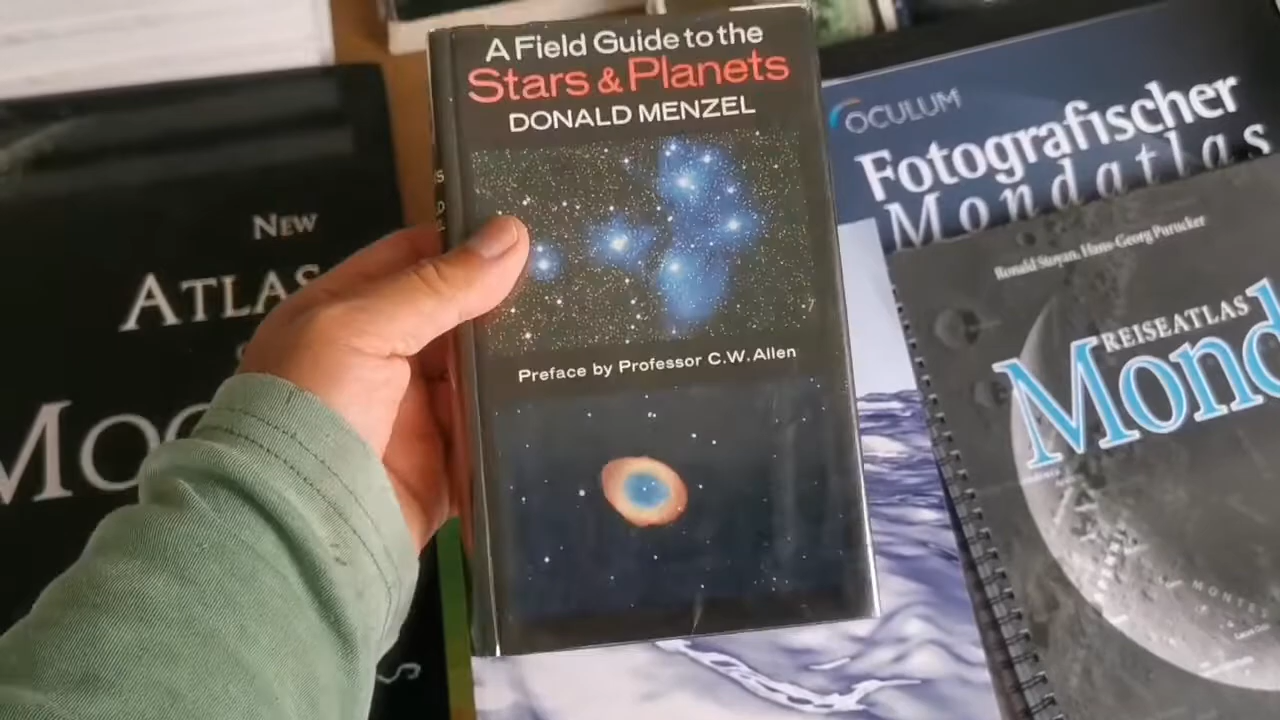 A Field Guide to the
Stars & Planets
DONALD MENZEL
Preface by Professor C.W. Allen
NEW
ATLAS
OCULUM
Fotografischer
Mondatlas
Ronald Stoyan, Hans-Georg Purucker
REISEATLAS
Mond
MONTES